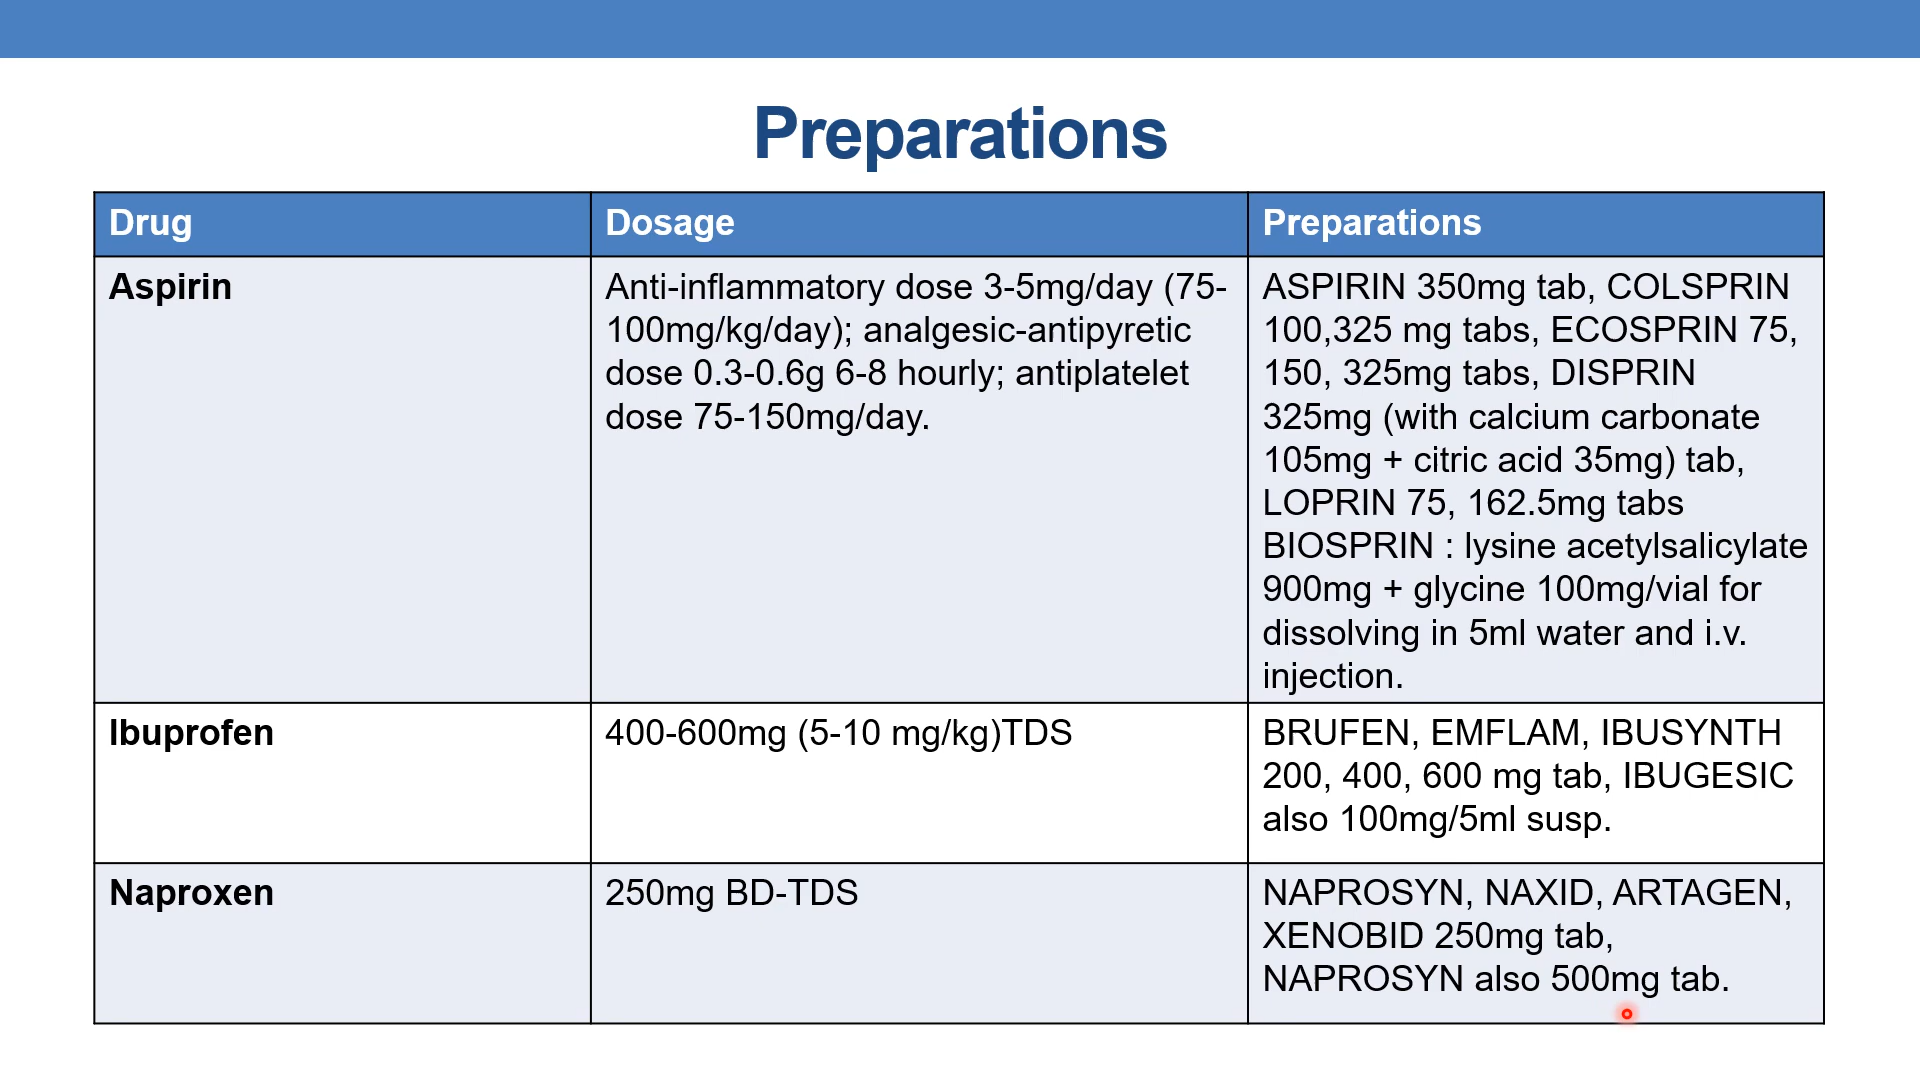 Preparations
Drug
Dosage
Preparations
Aspirin
Anti-inflammatory dose 3-5mg/day (75-
100mg/kg/day); analgesic-antipyretic
dose 0.3-0.6g 6-8 hourly; antiplatelet
dose 75-150mg/day.
ASPIRIN 350mg tab, COLSPRIN
100,325 mg tabs, ECOSPRIN 75,
150, 325mg tabs, DISPRIN
325mg (with calcium carbonate
105mg + citric acid 35mg) tab,
LOPRIN 75, 162.5mg tabs
BIOSPRIN : lysine acetylsalicylate
900mg + glycine 100mg/vial for
dissolving in 5ml water and i.v.
injection.
Ibuprofen
400-600mg (5-10 mg/kg)TDS
BRUFEN, EMFLAM, IBUSYNTH
200, 400, 600 mg tab, IBUGESIC
also 100mg/5ml susp.
Naproxen
250mg BD-TDS
NAPROSYN, NAXID, ARTAGEN,
XENOBID 250mg tab,
NAPROSYN also 500mg tab.